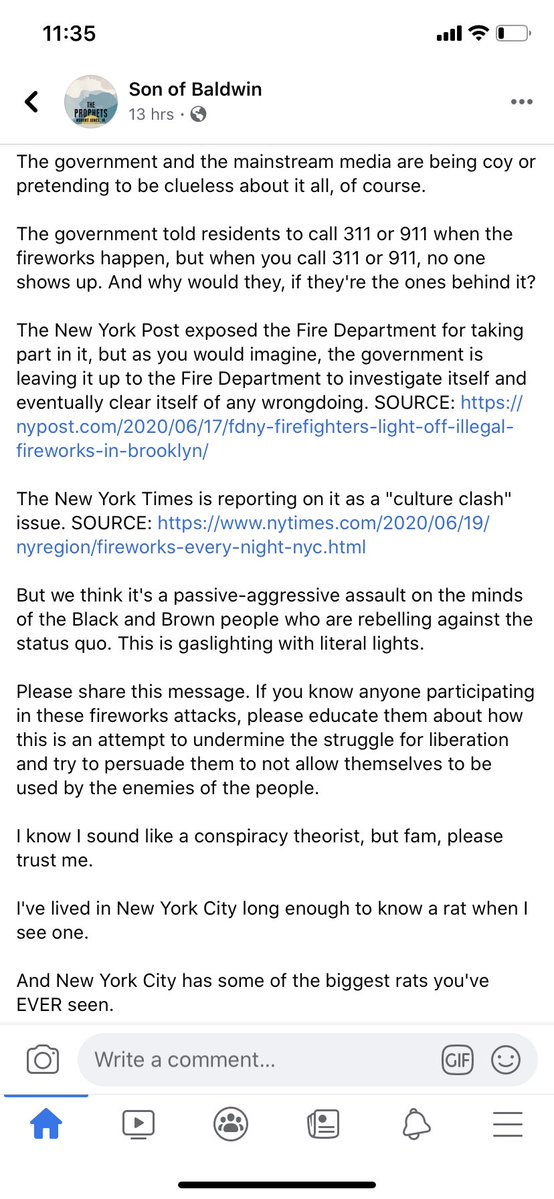 11:35
Son of Baldwin
13 hrs ·
THE
PROPHETS
ROBERT JONES, JR.
The government and the mainstream media are being coy or
pretending to be clueless about it all, of course.
The government told residents to call 311 or 911 when the
fireworks happen, but when you call 311 or 911, no one
shows up. And why would they, if they're the ones behind it?
The New York Post exposed the Fire Department for taking
part in it, but as you would imagine, the government is
leaving it up to the Fire Department to investigate itself and
eventually clear itself of any wrongdoing. SOURCE: https://
nypost.com/2020/06/17/fdny-firefighters-light-off-illegal-
fireworks-in-brooklyn/
The New York Times is reporting on it as a "culture clash"
issue. SOURCE: https://www.nytimes.com/2020/06/19/
nyregion/fireworks-every-night-nyc.html
But we think it's a passive-aggressive assault on the minds
of the Black and Brown people who are rebelling against the
status quo. This is gaslighting with literal lights.
Please share this message. If you know anyone participating
in these fireworks attacks, please educate them about how
this is an attempt to undermine the struggle for liberation
and try to persuade them to not allow themselves to be
used by the enemies of the people.
I know I sound like a conspiracy theorist, but fam, please
trust me.
I've lived in New York City long enough to know a rat when I
see one.
And New York City has some of the biggest rats you've
EVER seen.
Write a comment...
GIF